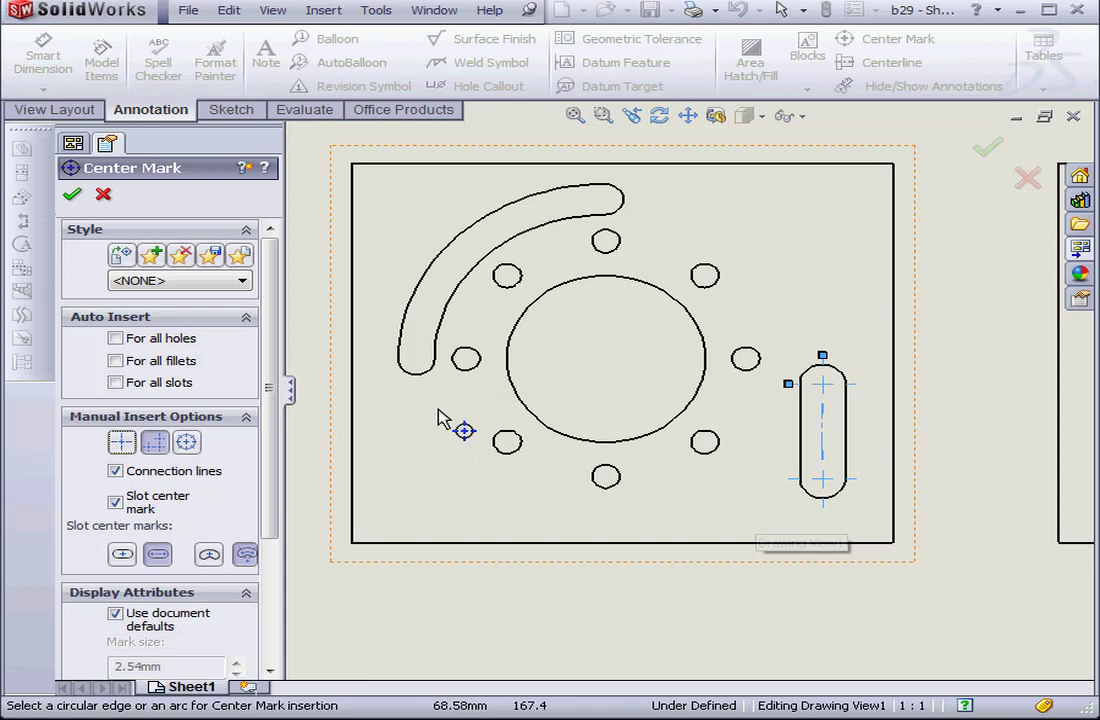 SolidWorks File Edit View Insert Tools Window Help b29 - Sh...
Smart Dimension
Model Items
ABC Spell Checker
Format Painter
A Note
Balloon
AutoBalloon
Revision Symbol
Surface Finish
Weld Symbol
Hole Callout
Geometric Tolerance
Datum Feature
Datum Target
Area Hatch/Fill
Blocks
Center Mark
Centerline
Hide/Show Annotations
Tables
View Layout Annotation Sketch Evaluate Office Products
Center Mark ? ?
Style
<NONE>
Auto Insert
For all holes
For all fillets
For all slots
Manual Insert Options
Connection lines
Slot center
mark
Slot center marks:
Display Attributes
Use document
defaults
Mark size:
2.54mm
Drawing View1
Sheet1
Select a circular edge or an arc for Center Mark insertion 68.58mm 167.4 Under Defined Editing Drawing View1 1 : 1 ?